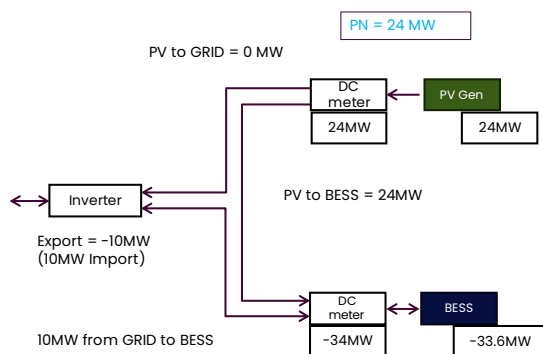 PN = 24 MW
PV to GRID = 0 MW
DC
meter
PV Gen
24MW
24MW
PV to BESS = 24MW
Inverter
Export = -10MW
(10MW Import)
DC
meter
BESS
10MW from GRID to BESS
-34MW
-33.6MW